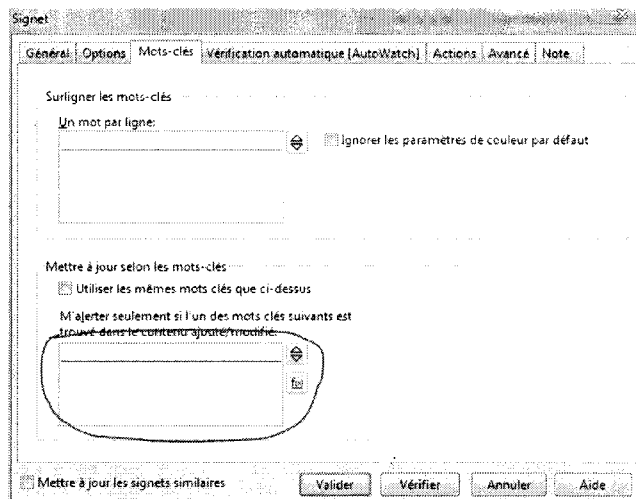 Signet
Général Options Mots-clés Vérification automatique [AutoWatch] Actions Avancé Note
Surligner les mots-clés
Un mot par ligne:
Ignorer les paramètres de couleur par défaut
Mettre à jour selon les mots-clés
Utiliser les mêmes mots clés que ci-dessus
M'alerter seulement si l'un des mots clés suivants est
trouvé dans le contenu ajouté/modifié:
f(x)
Mettre à jour les signets similaires Valider Vérifier Annuler Aide